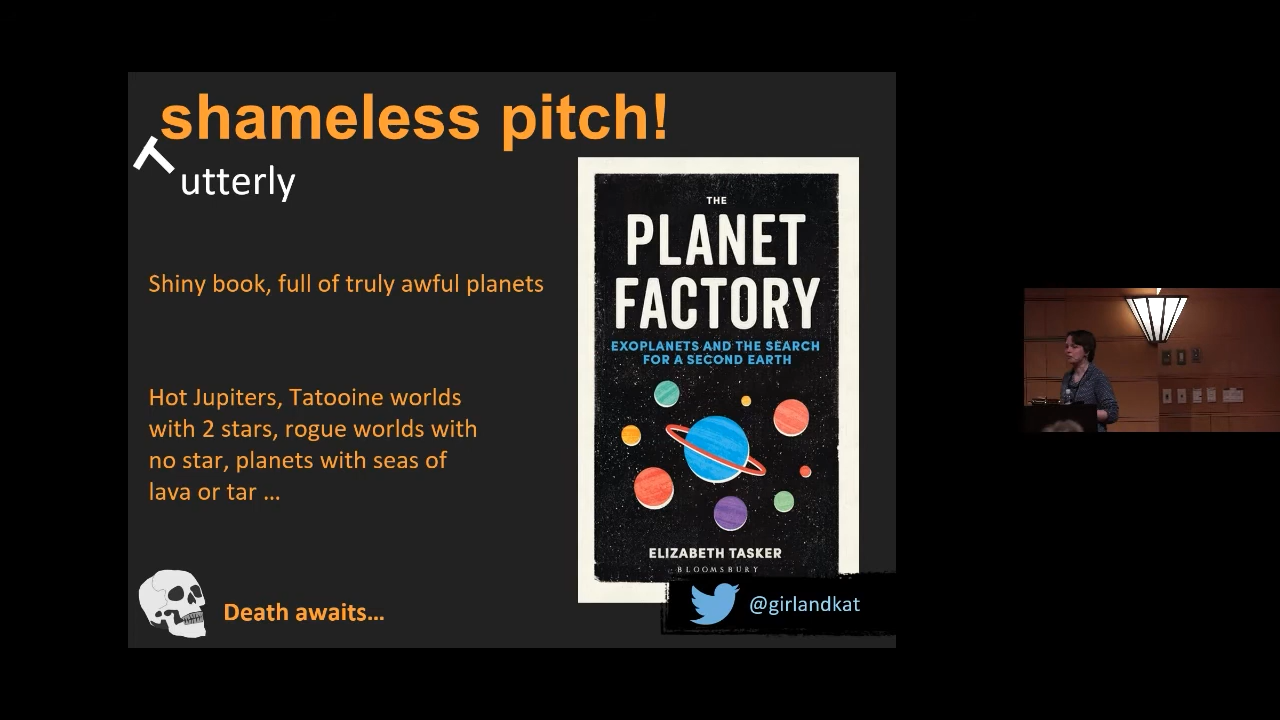 shameless pitch!
utterly
Shiny book, full of truly awful planets
Hot Jupiters, Tatooine worlds
with 2 stars, rogue worlds with
no star, planets with seas of
lava or tar …
Death awaits…
THE
PLANET
FACTORY
EXOPLANETS AND THE SEARCH
FOR A SECOND EARTH
ELIZABETH TASKER
BLOOMSBURY
@girlandkat